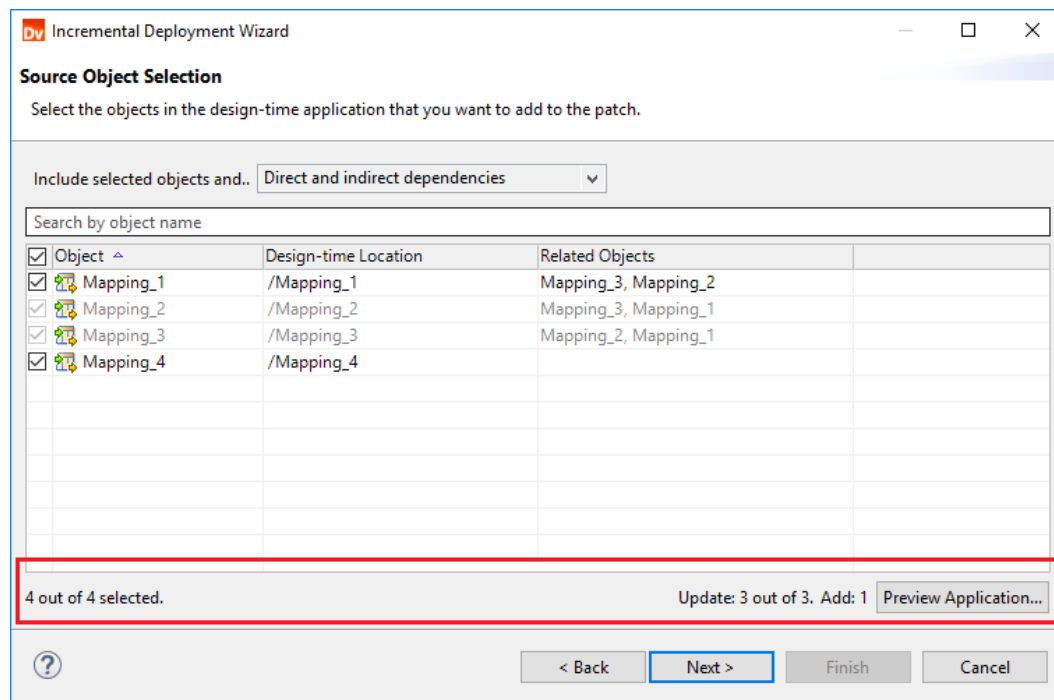 Dv Incremental Deployment Wizard
Source Object Selection
Select the objects in the design-time application that you want to add to the patch.
Include selected objects and.. Direct and indirect dependencies
Search by object name
Object Design-time Location Related Objects
Mapping_1 /Mapping_1 Mapping_3, Mapping_2
Mapping_2 /Mapping_2 Mapping_3, Mapping_1
Mapping_3 /Mapping_3 Mapping_2, Mapping_1
Mapping_4 /Mapping_4
4 out of 4 selected. Update: 3 out of 3. Add: 1 Preview Application...
? < Back Next > Finish Cancel